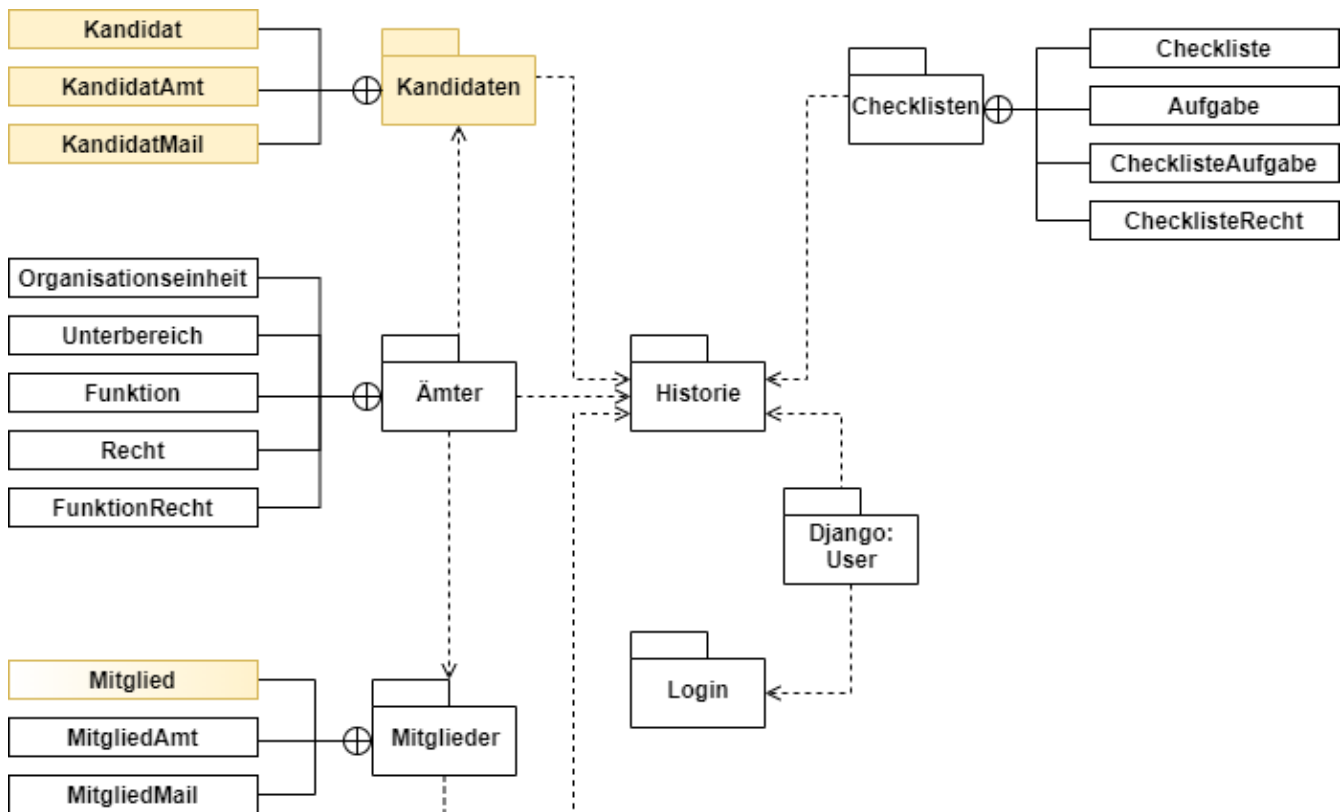 Kandidat
KandidatAmt
KandidatMail
Kandidaten
Checklisten
Checkliste
Aufgabe
ChecklisteAufgabe
ChecklisteRecht
Organisationseinheit
Unterbereich
Funktion
Recht
FunktionRecht
Ämter
Historie
Django:
User
Login
Mitglied
MitgliedAmt
MitgliedMail
Mitglieder